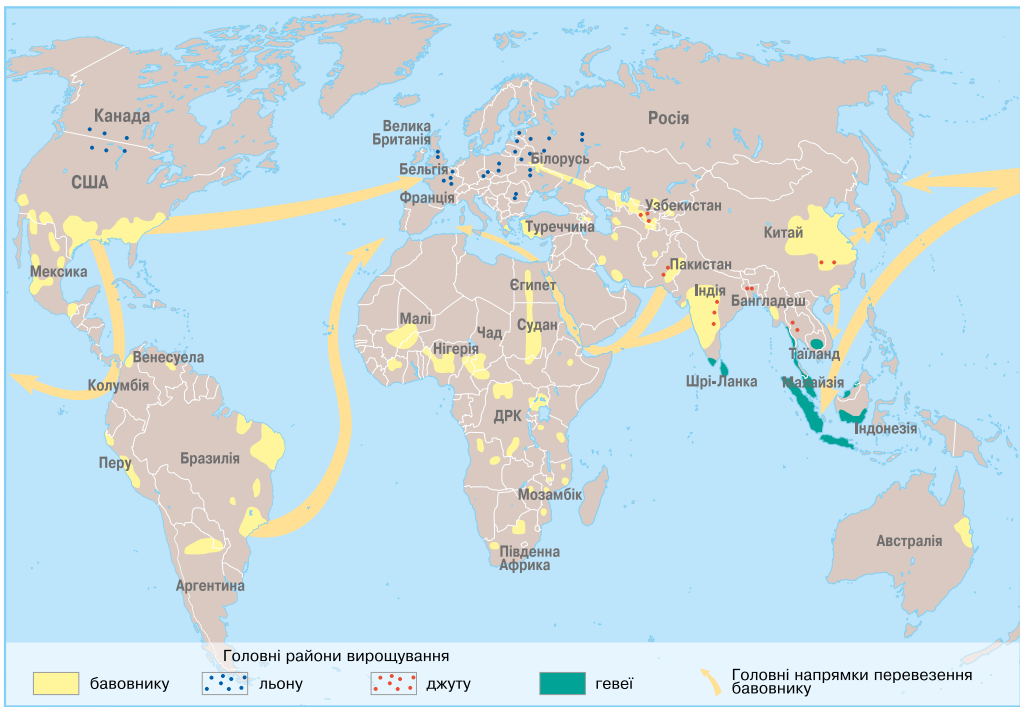 Канада
США
Мексика
Венесуела
Колумбія
Перу
Бразилія
Аргентина
Велика
Британія
Бельгія
Франція
Білорусь
Росія
Туреччина
Узбекистан
Китай
Пакистан
Індія
Бангладеш
Таїланд
Шрі-Ланка
Малайзія
Індонезія
Єгипет
Малі
Чад
Судан
Нігерія
ДРК
Мозамбік
Південна
Африка
Австралія
Головні райони вирощування
бавовнику
льону
джуту
гевеї
Головні напрямки перевезення
бавовнику